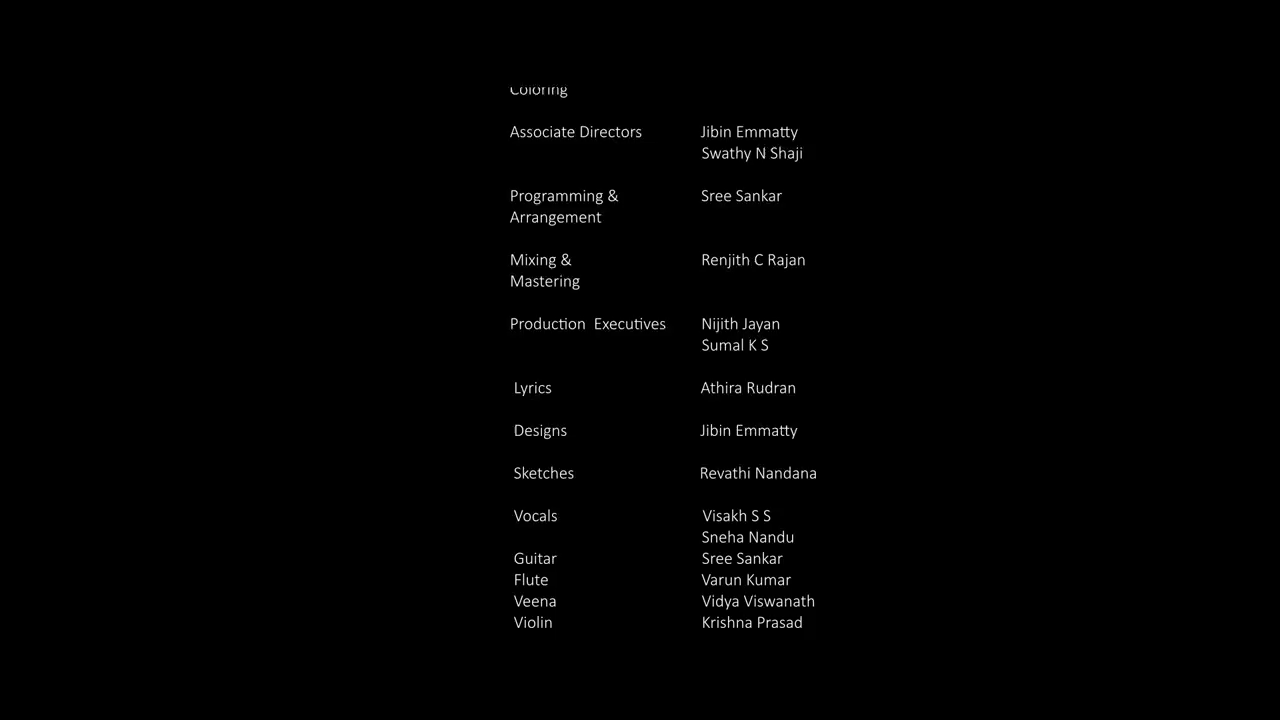 Coloring
Associate Directors Jibin Emmatty
Swathy N Shaji
Programming & Sree Sankar
Arrangement
Mixing & Renjith C Rajan
Mastering
Production Executives Nijith Jayan
Sumal K S
Lyrics Athira Rudran
Designs Jibin Emmatty
Sketches Revathi Nandana
Vocals Visakh S S
Sneha Nandu
Guitar Sree Sankar
Flute Varun Kumar
Veena Vidya Viswanath
Violin Krishna Prasad